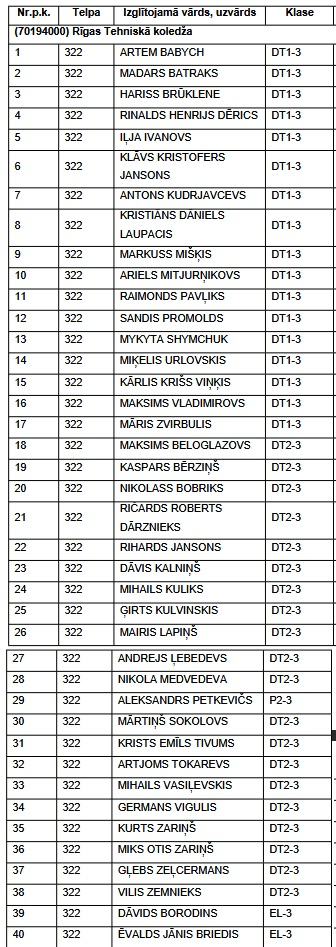 Nr.p.k. Telpa Izglītojamā vārds, uzvārds Klase
(70194000) Rīgas Tehniskā koledža
1 322 ARTEM BABYCH DT1-3
2 322 MADARS BATRAKS DT1-3
3 322 HARISS BRŪKLENE DT1-3
4 322 RINALDS HENRIJS DĒRICS DT1-3
5 322 IĻJA IVANOVS DT1-3
6 322 KLĀVS KRISTOFERS DT1-3
JANSONS
7 322 ANTONS KUDRJAVCEVS DT1-3
8 322 KRISTIĀNS DANIELS DT1-3
LAUPACIS
9 322 MARKUSS MIŠĶIS DT1-3
10 322 ARIELS MITJURŅIKOVS DT1-3
11 322 RAIMONDS PAVĻIKS DT1-3
12 322 SANDIS PROMOLDS DT1-3
13 322 MYKYTA SHYMCHUK DT1-3
14 322 MIĶELIS URLOVSKIS DT1-3
15 322 KĀRLIS KRIŠS VIŅĶIS DT1-3
16 322 MAKSIMS VLADIMIROVS DT1-3
17 322 MĀRIS ZVIRBULIS DT1-3
18 322 MAKSIMS BELOGLAZOVS DT2-3
19 322 KASPARS BĒRZIŅŠ DT2-3
20 322 NIKOLASS BOBRIKS DT2-3
21 322 RIČARDS ROBERTS DT2-3
DĀRZNIEKS
22 322 RIHARDS JANSONS DT2-3
23 322 DĀVIS KALNIŅŠ DT2-3
24 322 MIHAILS KULIKS DT2-3
25 322 ĢIRTS KULVINSKIS DT2-3
26 322 MAIRIS LAPIŅŠ DT2-3
27 322 ANDREJS ĻEBEDEVS DT2-3
28 322 NIKOLA MEDVEDEVA DT2-3
29 322 ALEKSANDRS PETKEVIČS P2-3
30 322 MĀRTIŅŠ SOKOLOVS DT2-3
31 322 KRISTS EMĪLS TIVUMS DT2-3
32 322 ARTJOMS TOKAREVS DT2-3
33 322 MIHAILS VASIĻEVSKIS DT2-3
34 322 GERMANS VIGULIS DT2-3
35 322 KURTS ZARIŅŠ DT2-3
36 322 MIKS OTIS ZARIŅŠ DT2-3
37 322 GĻEBS ZEĻCERMANS DT2-3
38 322 VILIS ZEMNIEKS DT2-3
39 322 DĀVIDS BORODINS EL-3
40 322 ĒVALDS JĀNIS BRIEDIS EL-3